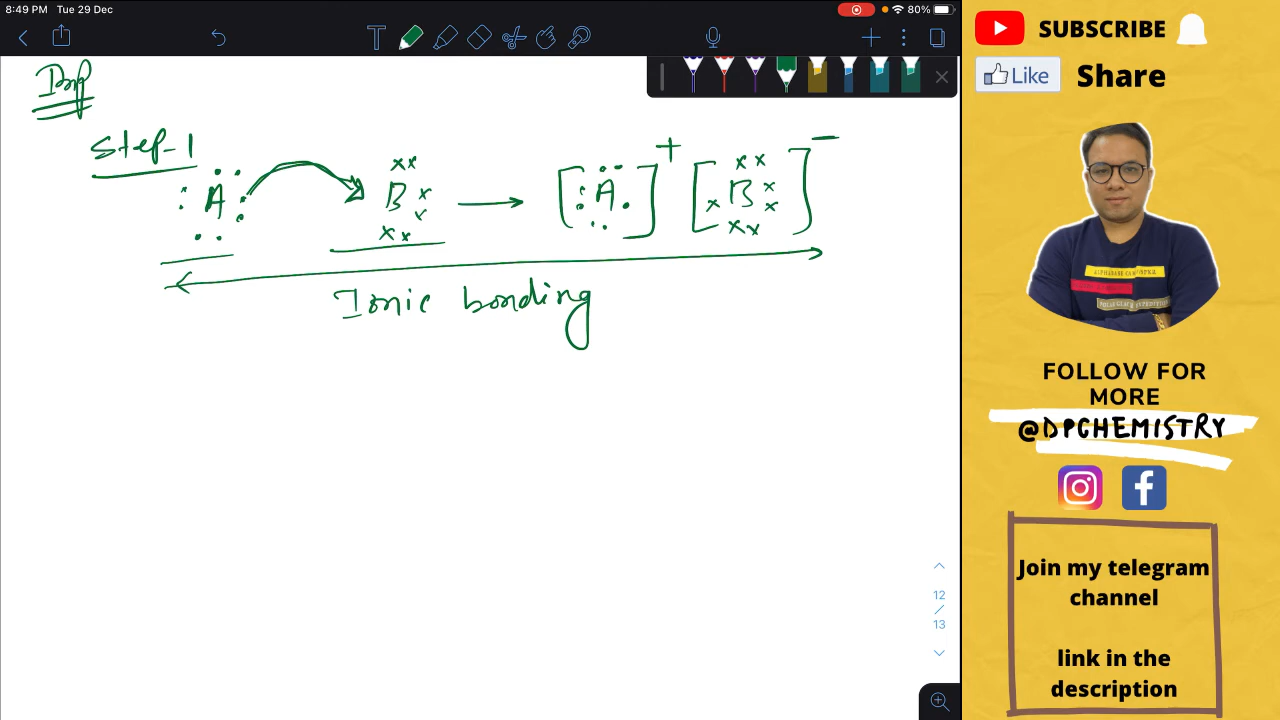 8:49 PM Tue 29 Dec
80%
Imp
Step-1
A B → [A]+ [B]−
Ionic bonding
12
/
13
SUBSCRIBE
Like Share
FOLLOW FOR
MORE
@DPCHEMISTRY
Join my telegram
channel
link in the
description